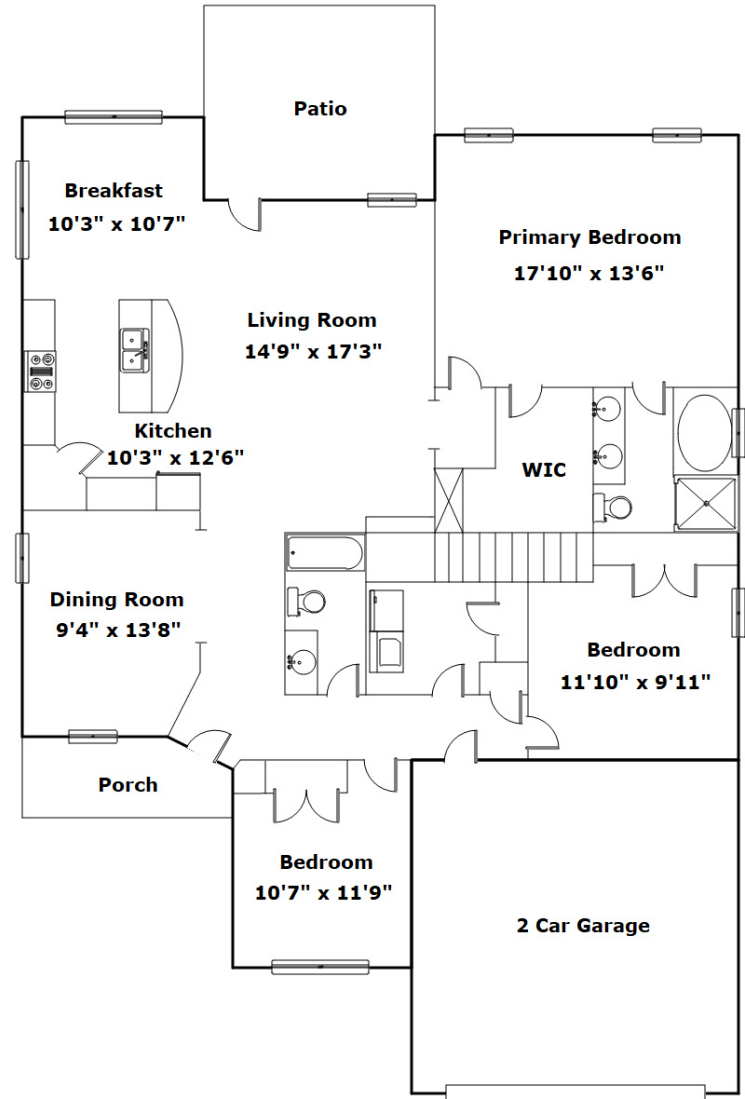 Patio
Breakfast
10'3" x 10'7"
Primary Bedroom
17'10" x 13'6"
Living Room
14'9" x 17'3"
Kitchen
10'3" x 12'6"
WIC
Dining Room
9'4" x 13'8"
Bedroom
11'10" x 9'11"
Porch
Bedroom
10'7" x 11'9"
2 Car Garage